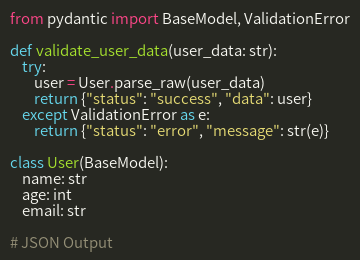 from pydantic import BaseModel, ValidationError
def validate_user_data(user_data: str):
try:
user = User.parse_raw(user_data)
return {"status": "success", "data": user}
except ValidationError as e:
return {"status": "error", "message": str(e)}
class User(BaseModel):
name: str
age: int
email: str
# JSON Output